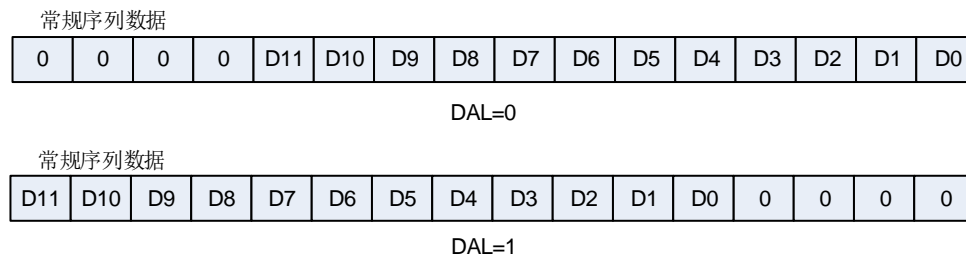 常规序列数据
0 0 0 0 D11 D10 D9 D8 D7 D6 D5 D4 D3 D2 D1 D0
DAL=0
常规序列数据
D11 D10 D9 D8 D7 D6 D5 D4 D3 D2 D1 D0 0 0 0 0
DAL=1